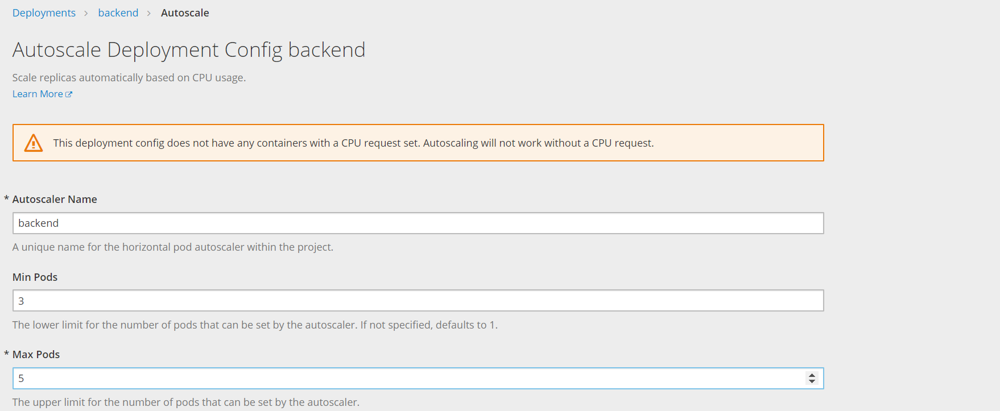 Deployments > backend > Autoscale
Autoscale Deployment Config backend
Scale replicas automatically based on CPU usage.
Learn More
This deployment config does not have any containers with a CPU request set. Autoscaling will not work without a CPU request.
* Autoscaler Name
backend
A unique name for the horizontal pod autoscaler within the project.
Min Pods
3
The lower limit for the number of pods that can be set by the autoscaler. If not specified, defaults to 1.
* Max Pods
5
The upper limit for the number of pods that can be set by the autoscaler.